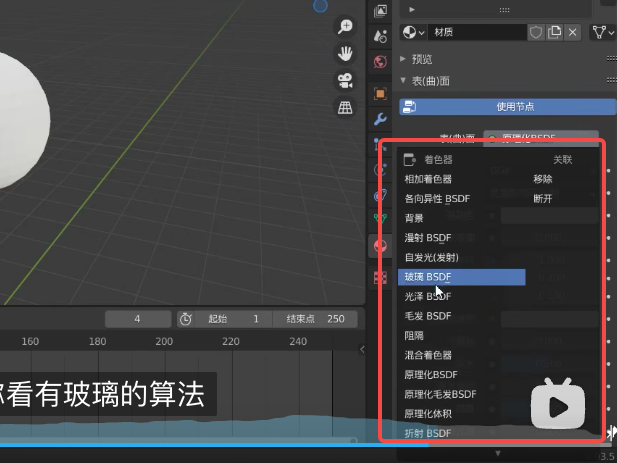 材质
预览
表(曲)面
使用节点
表(曲)面
原理化BSDF
着色器
关联
相加着色器
移除
各向异性 BSDF
断开
背景
漫射 BSDF
自发光(发射)
玻璃 BSDF
光泽 BSDF
毛发 BSDF
阻隔
混合着色器
原理化BSDF
原理化毛发BSDF
原理化体积
折射 BSDF
4
起始 1
结束点 250
160 180 200 220 240
你看有玻璃的算法